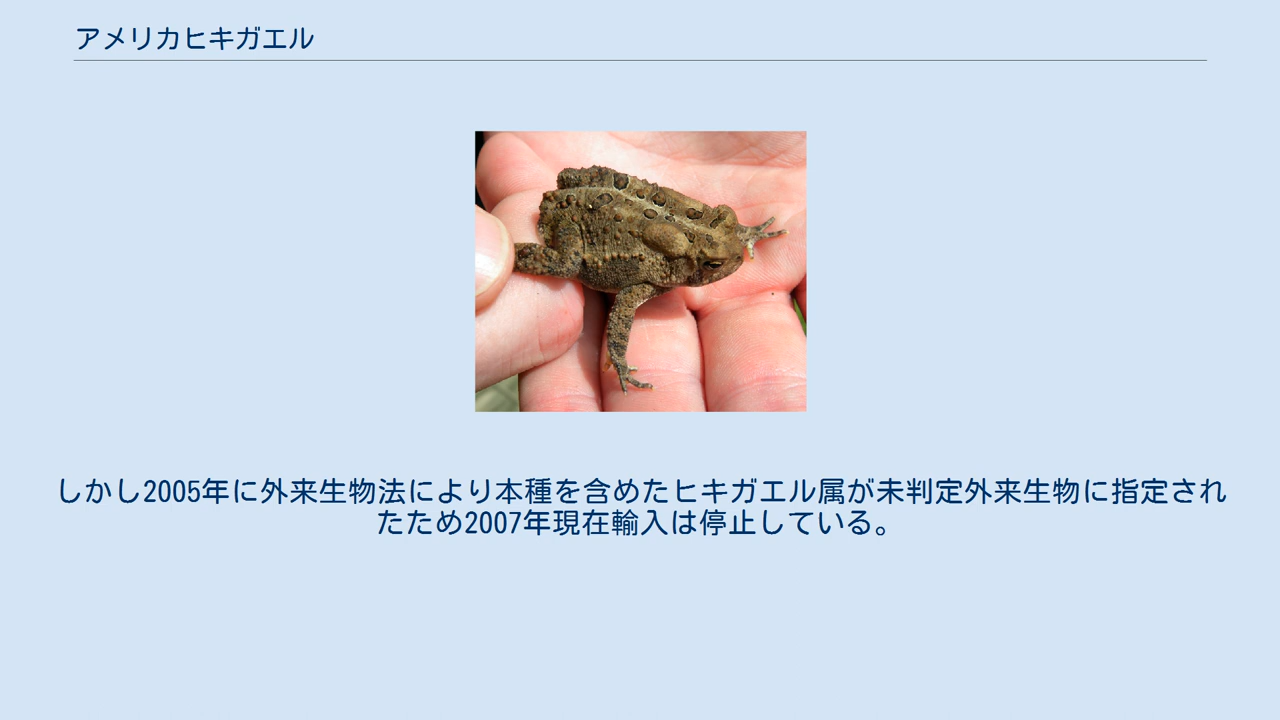 アメリカヒキガエル
しかし2005年に外来生物法により本種を含めたヒキガエル属が未判定外来生物に指定され
たため2007年現在輸入は停止している。